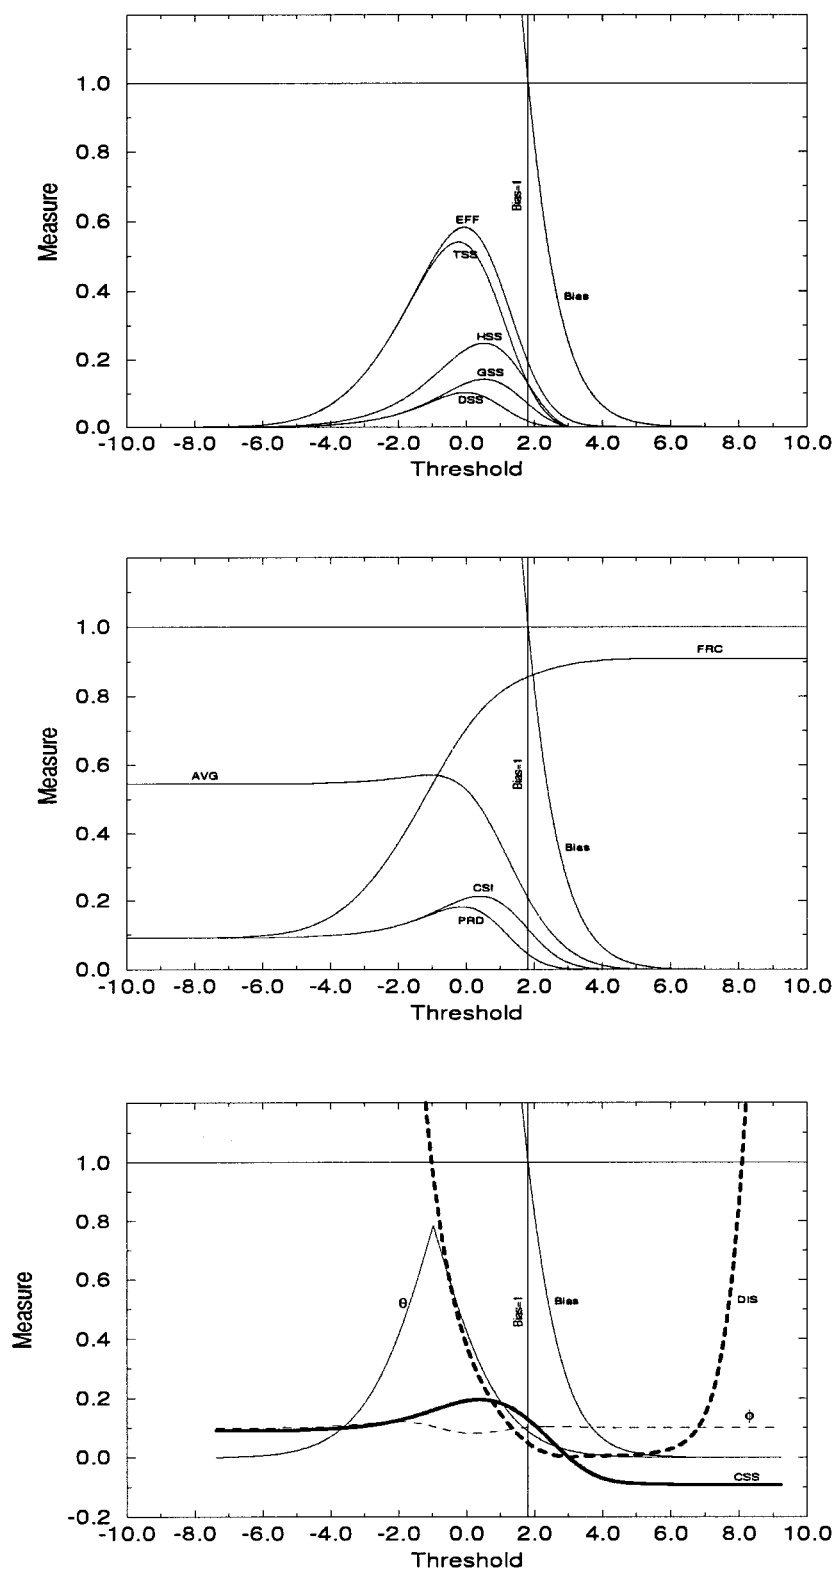 1.0
0.8
Bias=1
Measure
0.6
EFF
TSS
0.4
Bias
HSS
0.2
GSS
DSS
0.0
-10.0 -8.0 -6.0 -4.0 -2.0 0.0 2.0 4.0 6.0 8.0 10.0
Threshold
1.0
FRC
0.8
Measure
0.6
AVG
Bias=1
0.4
Bias
0.2
CSI
PRD
0.0
-10.0 -8.0 -6.0 -4.0 -2.0 0.0 2.0 4.0 6.0 8.0 10.0
Threshold
1.0
0.8
0.6
Measure
θ
Bias=1
Bias
DIS
0.4
0.2
Φ
0.0
CSS
-0.2
-10.0 -8.0 -6.0 -4.0 -2.0 0.0 2.0 4.0 6.0 8.0 10.0
Threshold